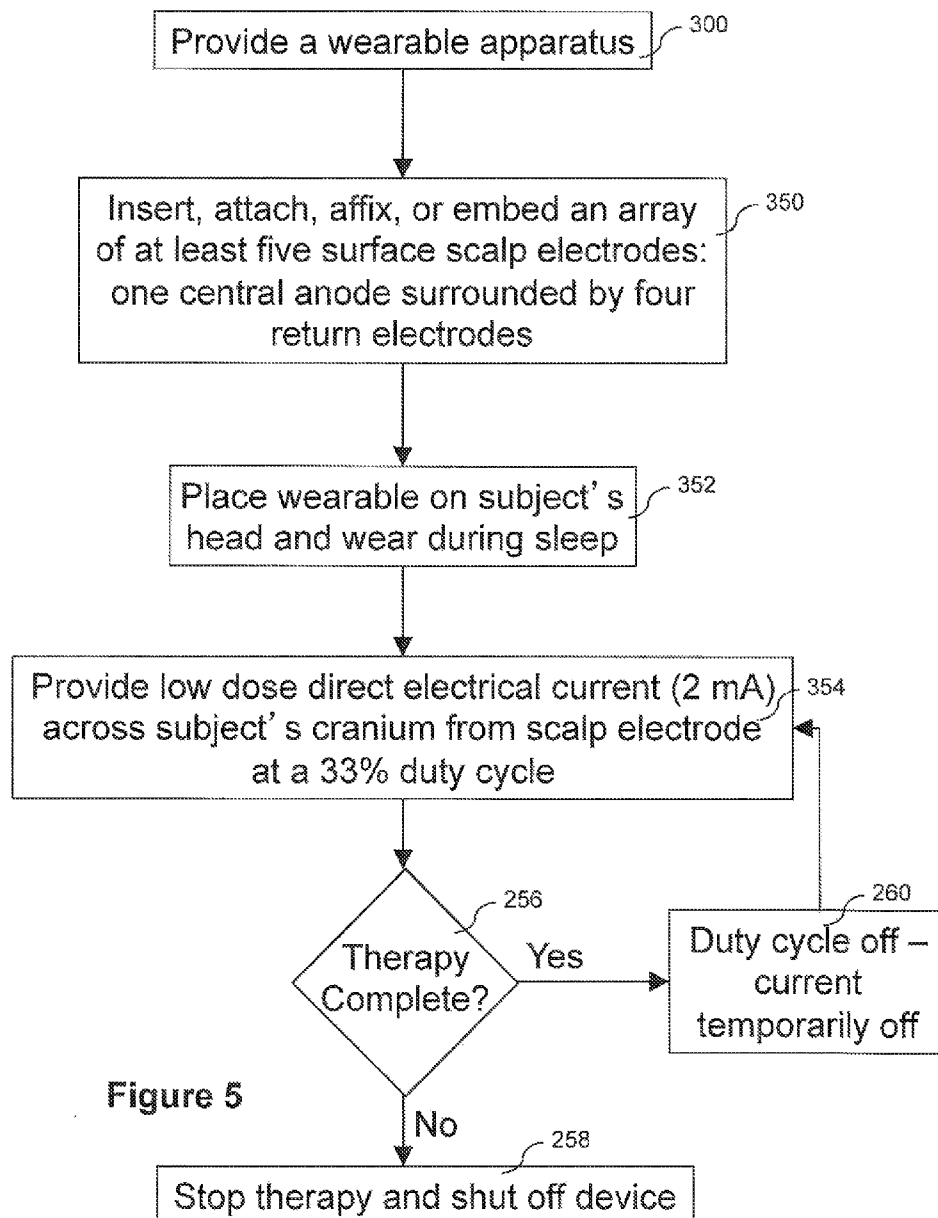 Provide a wearable apparatus
300
Insert, attach, affix, or embed an array
of at least five surface scalp electrodes:
one central anode surrounded by four
return electrodes
350
Place wearable on subject's
head and wear during sleep
352
Provide low dose direct electrical current (2 mA)
across subject's cranium from scalp electrode
at a 33% duty cycle
354
Therapy
Complete?
256
Yes
Duty cycle off –
current
temporarily off
260
Figure 5
No
Stop therapy and shut off device
258